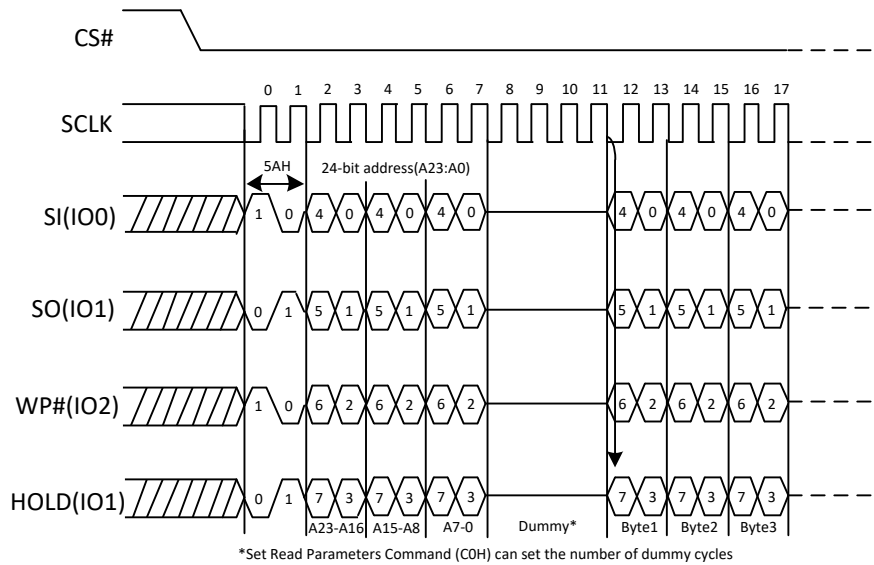 CS#
0 1 2 3 4 5 6 7 8 9 10 11 12 13 14 15 16 17
SCLK
5AH 24-bit address(A23:A0)
SI(IO0) 1 0 4 0 4 0 4 0 4 0 4 0 4 0
SO(IO1) 0 1 5 1 5 1 5 1 5 1 5 1 5 1
WP#(IO2) 1 0 6 2 6 2 6 2 6 2 6 2 6 2
HOLD(IO1) 0 1 7 3 7 3 7 3 7 3 7 3 7 3
A23-A16 A15-A8 A7-0 Dummy* Byte1 Byte2 Byte3
*Set Read Parameters Command (C0H) can set the number of dummy cycles